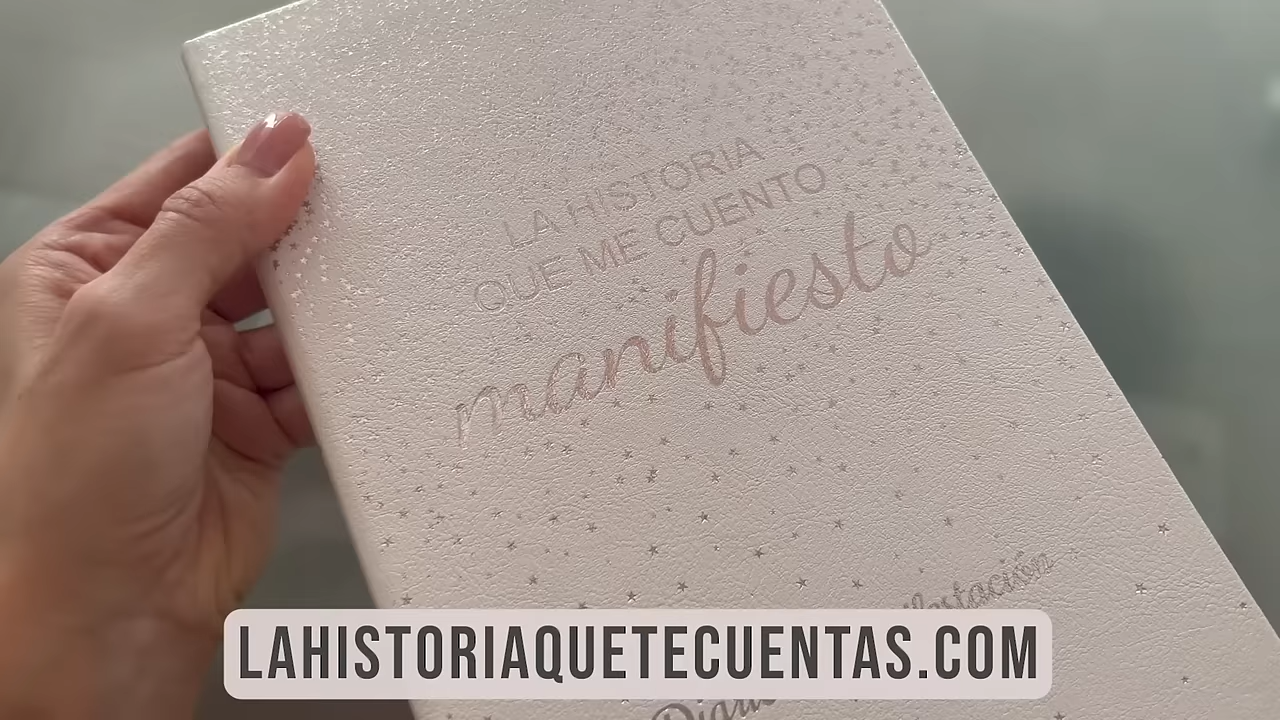 LA HISTORIA
QUE ME CUENTO
manifiesto
LAHISTORIAQUETECUENTAS.COM